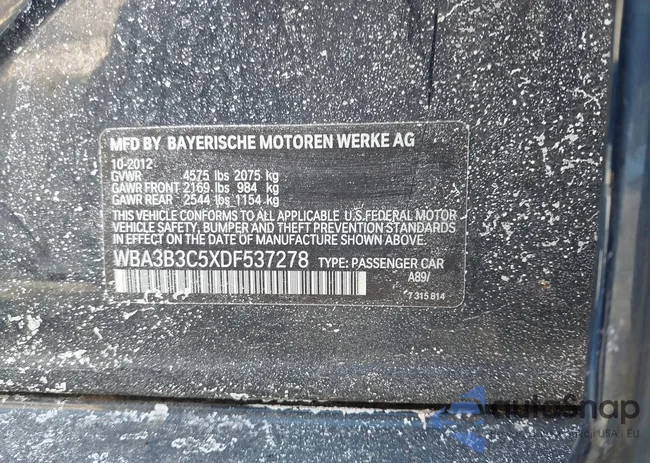 MFD BY BAYERISCHE MOTOREN WERKE AG
10-2012
GVWR 4575 lbs 2075 kg
GAWR FRONT 2169 lbs 984 kg
GAWR REAR 2544 lbs 1154 kg
THIS VEHICLE CONFORMS TO ALL APPLICABLE U.S.FEDERAL MOTOR
VEHICLE SAFETY, BUMPER AND THEFT PREVENTION STANDARDS
IN EFFECT ON THE DATE OF MANUFACTURE SHOWN ABOVE.
WBA3B3C5XDF537278 TYPE: PASSENGER CAR
A89/
7 315 814
AutoSnap
USA i EU